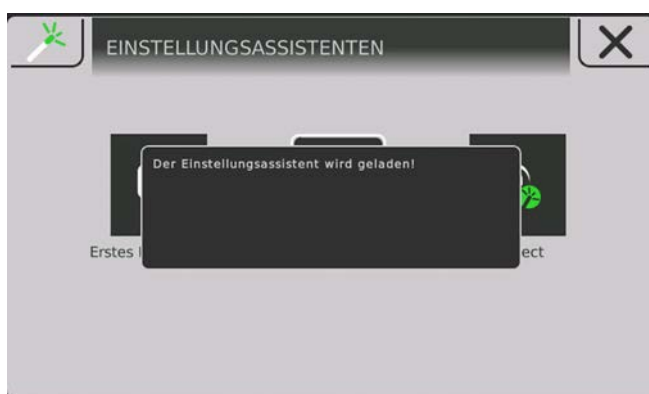 EINSTELLUNGSASSISTENTEN
Der Einstellungsassistent wird geladen!
Erstes
ect